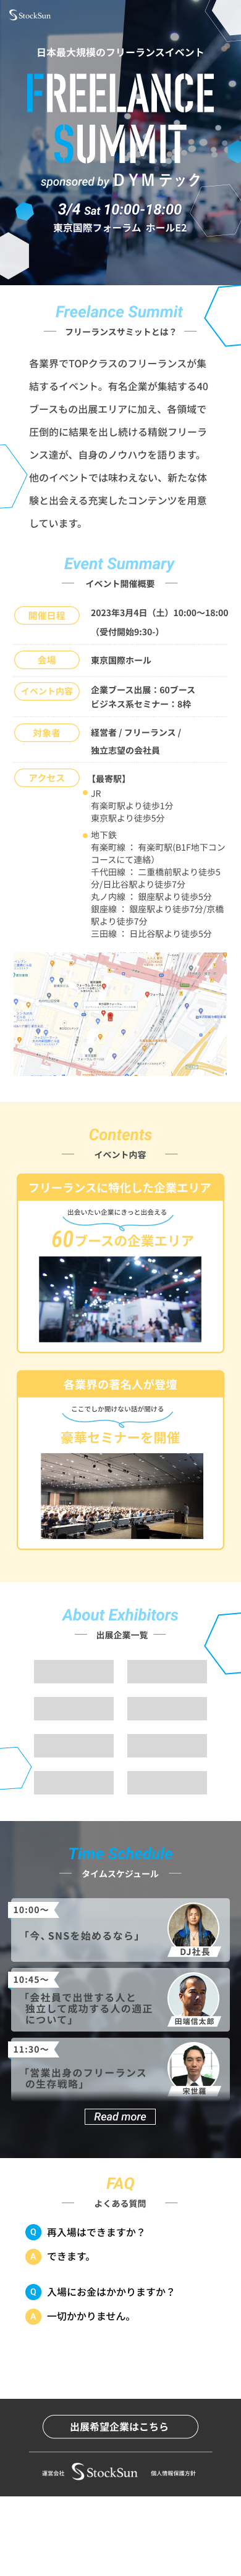 StockSun
日本最大規模のフリーランスイベント
FREELANCE
SUMMIT
sponsored by DYMテック
3/4 Sat 10:00-18:00
東京国際フォーラム ホールE2
Freelance Summit
フリーランスサミットとは？
各業界でTOPクラスのフリーランスが集
結するイベント。有名企業が集結する40
ブースもの出展エリアに加え、各領域で
圧倒的に結果を出し続ける精鋭フリーラ
ンス達が、自身のノウハウを語ります。
他のイベントでは味わえない、新たな体
験と出会える充実したコンテンツを用意
しています。
Event Summary
イベント開催概要
開催日程
2023年3月4日（土）10:00〜18:00
（受付開始9:30-）
会場
東京国際ホール
イベント内容
企業ブース出展：60ブース
ビジネス系セミナー：8枠
対象者
経営者 / フリーランス /
独立志望の会社員
アクセス
【最寄駅】
JR
有楽町駅より徒歩1分
東京駅より徒歩5分
地下鉄
有楽町線 ： 有楽町駅(B1F地下コン
コースにて連絡)
千代田線 ： 二重橋前駅より徒歩5
分/日比谷駅より徒歩7分
丸ノ内線 ： 銀座駅より徒歩5分
銀座線 ： 銀座駅より徒歩7分/京橋
駅より徒歩7分
三田線 ： 日比谷駅より徒歩5分
Contents
イベント内容
フリーランスに特化した企業エリア
出会いたい企業にきっと出会える
60ブースの企業エリア
各業界の著名人が登壇
ここでしか聞けない話が聞ける
豪華セミナーを開催
About Exhibitors
出展企業一覧
Time Schedule
タイムスケジュール
10:00〜
「今、SNSを始めるなら」
DJ社長
10:45〜
「会社員で出世する人と
独立して成功する人の適正
について」
田端信太郎
11:30〜
「営業出身のフリーランス
の生存戦略」
宋世羅
Read more
FAQ
よくある質問
Q 再入場はできますか？
A できます。
Q 入場にお金はかかりますか？
A 一切かかりません。
出展希望企業はこちら
運営会社 StockSun 個人情報保護方針